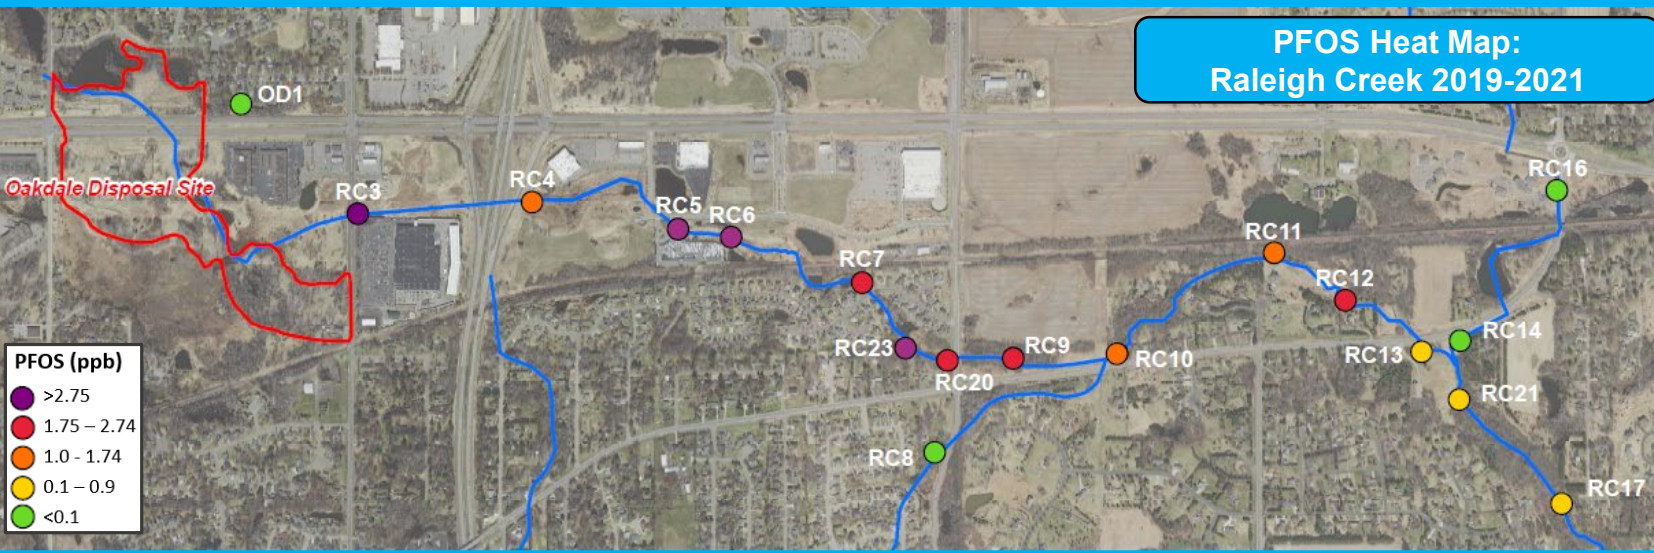 PFOS Heat Map:
Raleigh Creek 2019-2021
OD1
RC16
RC4
Oakdale Disposal Site
RC3
RC5
RC6
RC11
RC7
RC12
RC14
RC23
RC9
RC13
RC10
RC20
RC21
RC8
RC17
PFOS (ppb)
>2.75
1.75 – 2.74
1.0 - 1.74
0.1 – 0.9
<0.1